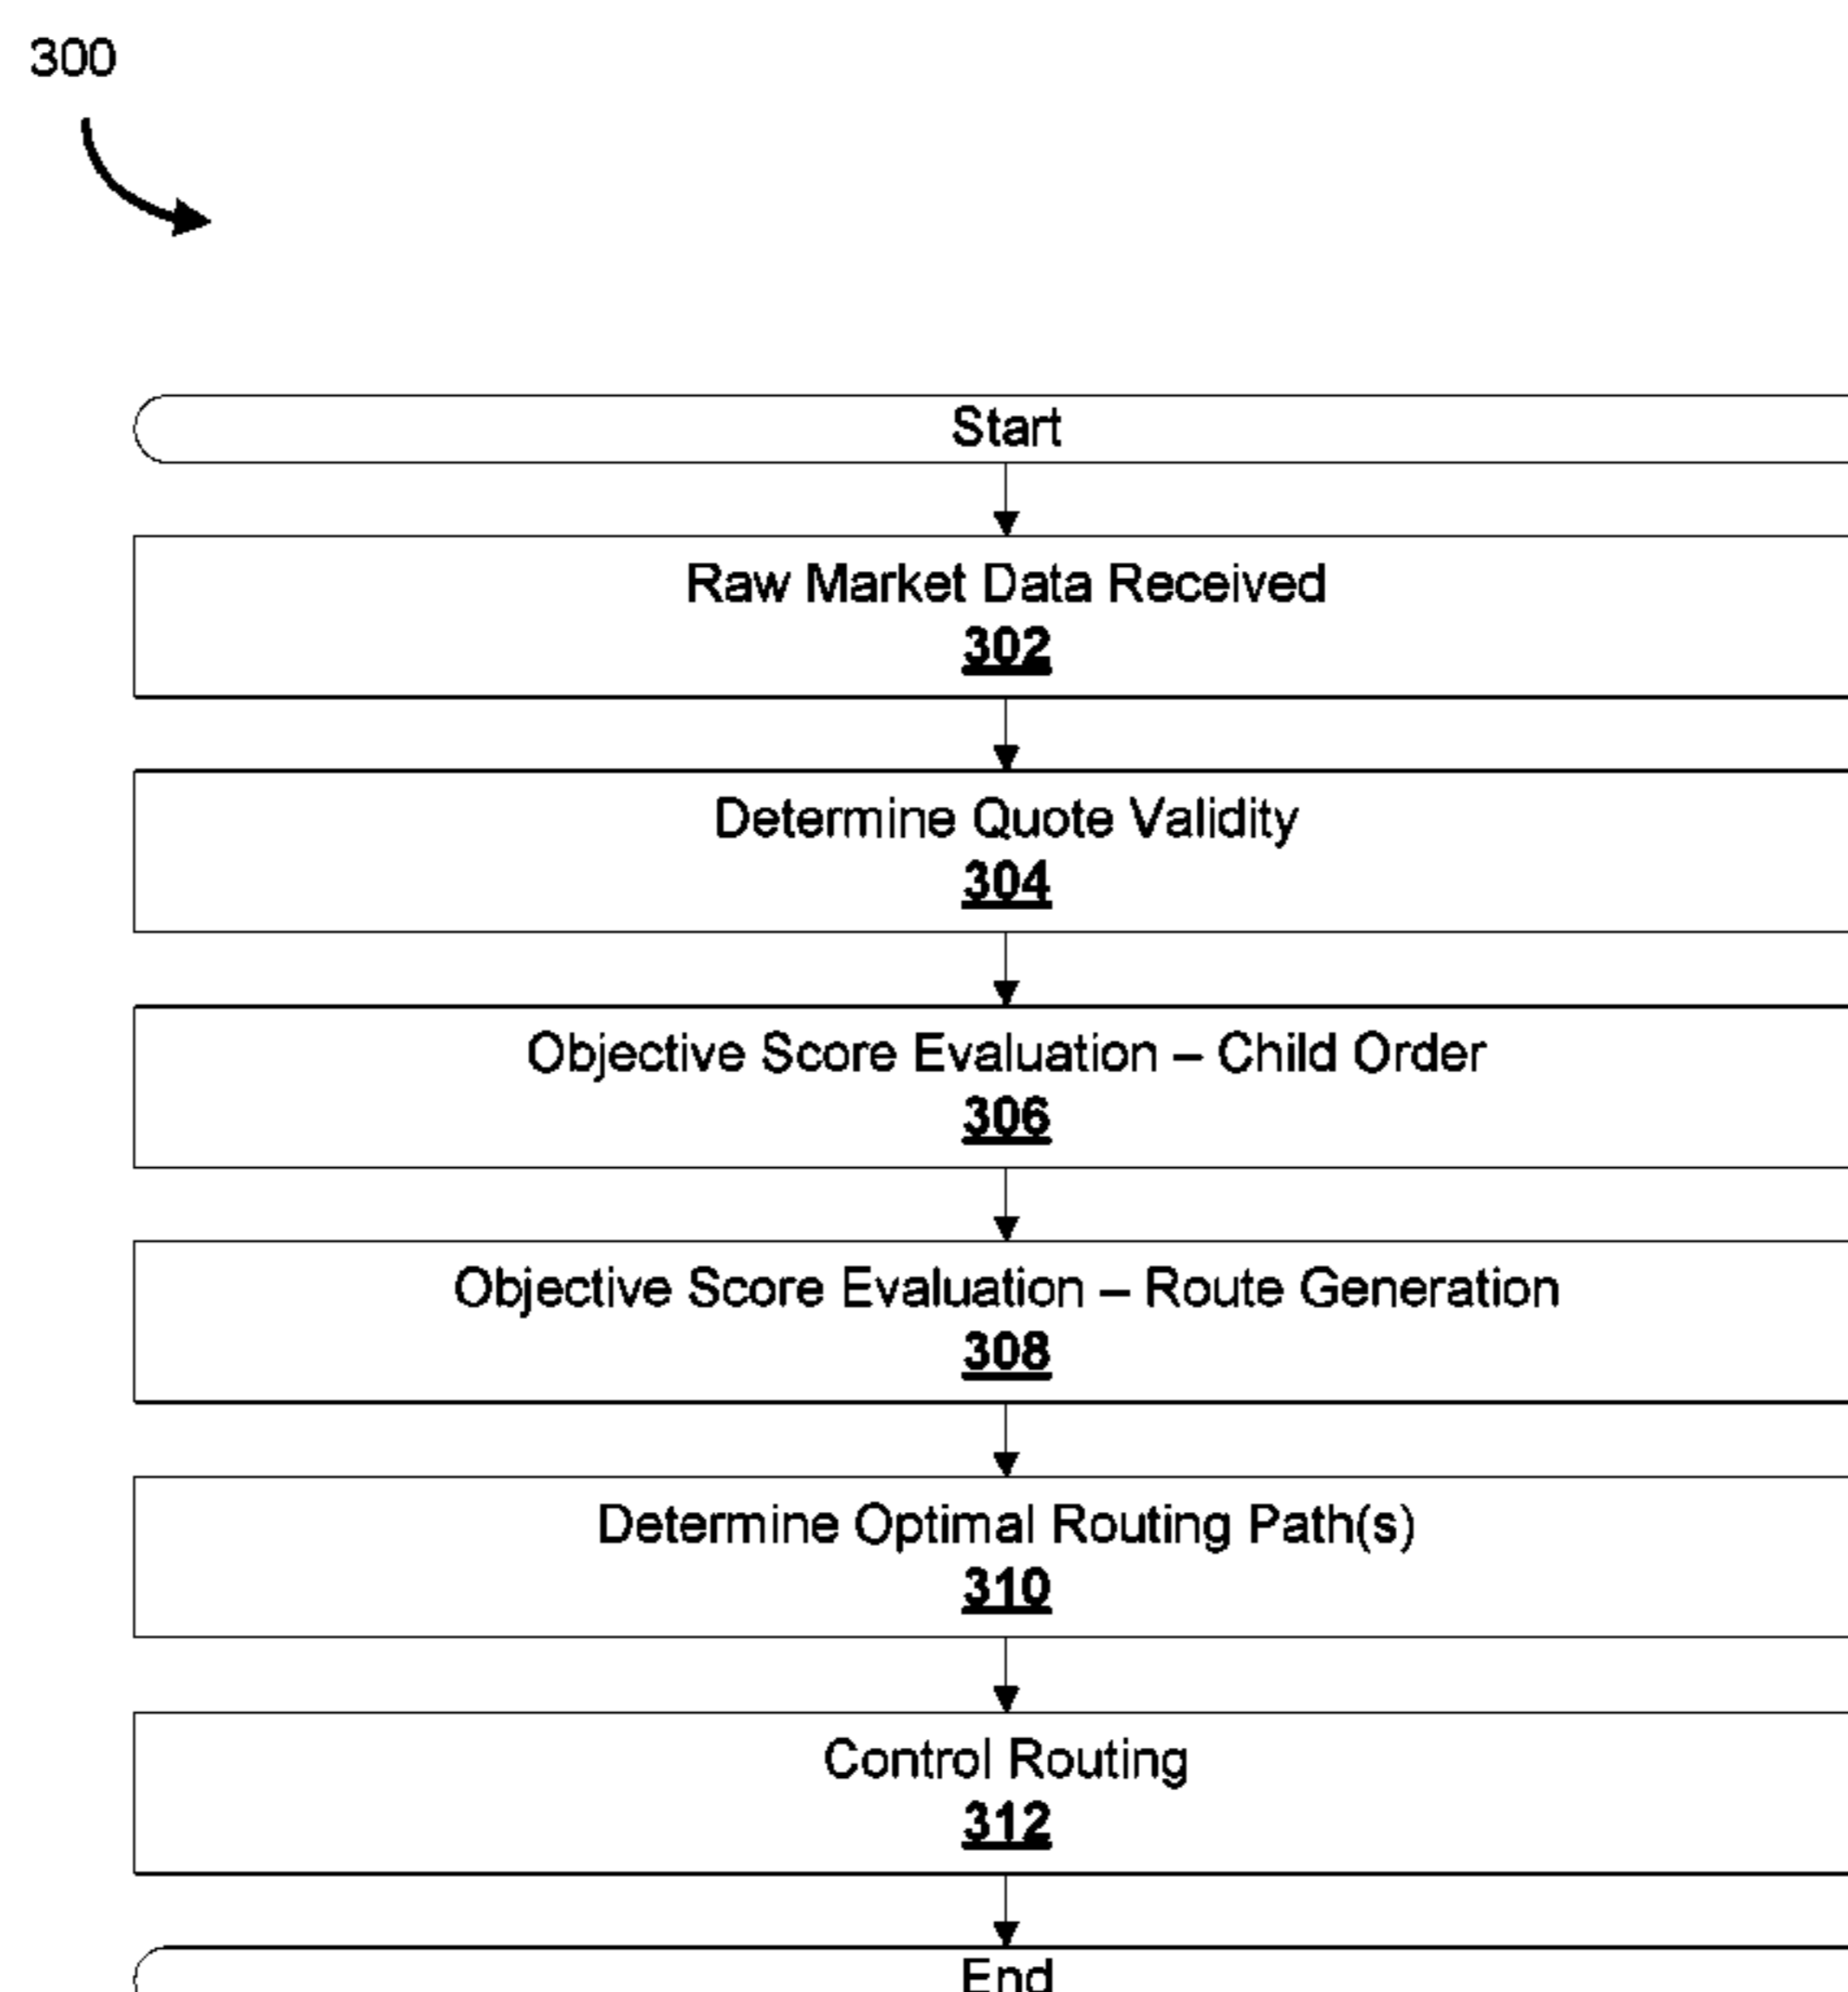 300
Start
Raw Market Data Received
302
Determine Quote Validity
304
Objective Score Evaluation – Child Order
306
Objective Score Evaluation – Route Generation
308
Determine Optimal Routing Path(s)
310
Control Routing
312
End